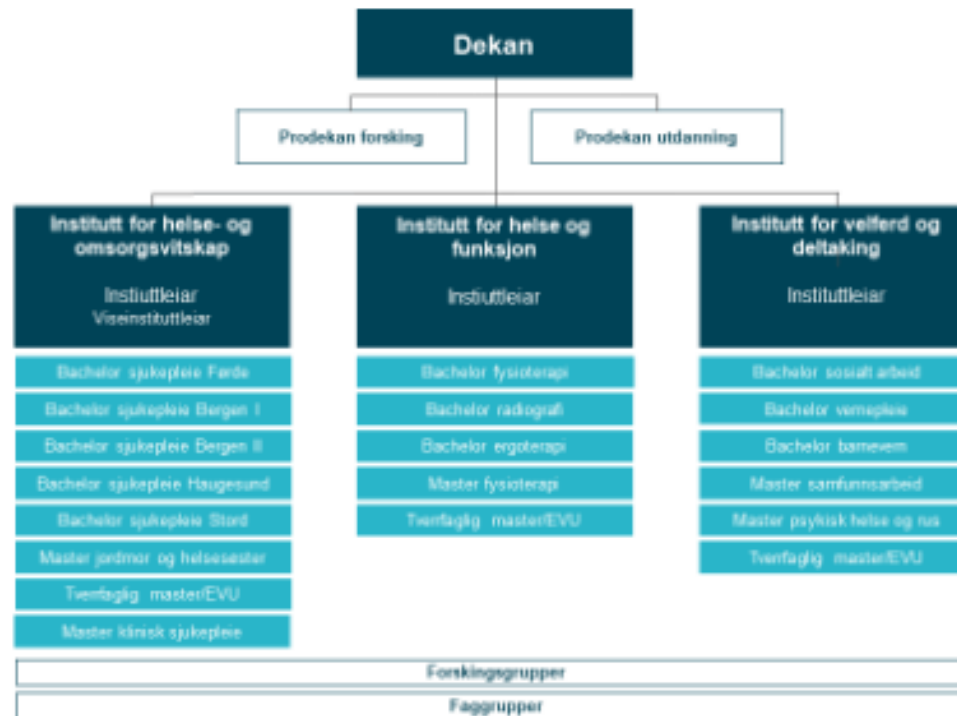 Dekan
Prodekan forsking
Prodekan utdanning
Institutt for helse- og
omsorgsvitskap
Instiuttleiar
Viseinstituttleiar
Bachelor sjukepleie Førde
Bachelor sjukepleie Bergen I
Bachelor sjukepleie Bergen II
Bachelor sjukepleie Haugesund
Bachelor sjukepleie Stord
Master jordmor og helsesøster
Tverrfaglig master/EVU
Master klinisk sjukepleie
Institutt for helse og
funksjon
Instiuttleiar
Bachelor fysioterapi
Bachelor radiografi
Bachelor ergoterapi
Master fysioterapi
Tverrfaglig master/EVU
Institutt for velferd og
deltaking
Instituttleiar
Bachelor sosialt arbeid
Bachelor vernepleie
Bachelor barnevern
Master samfunnsarbeid
Master psykisk helse og rus
Tverrfaglig master/EVU
Forskingsgrupper
Faggrupper